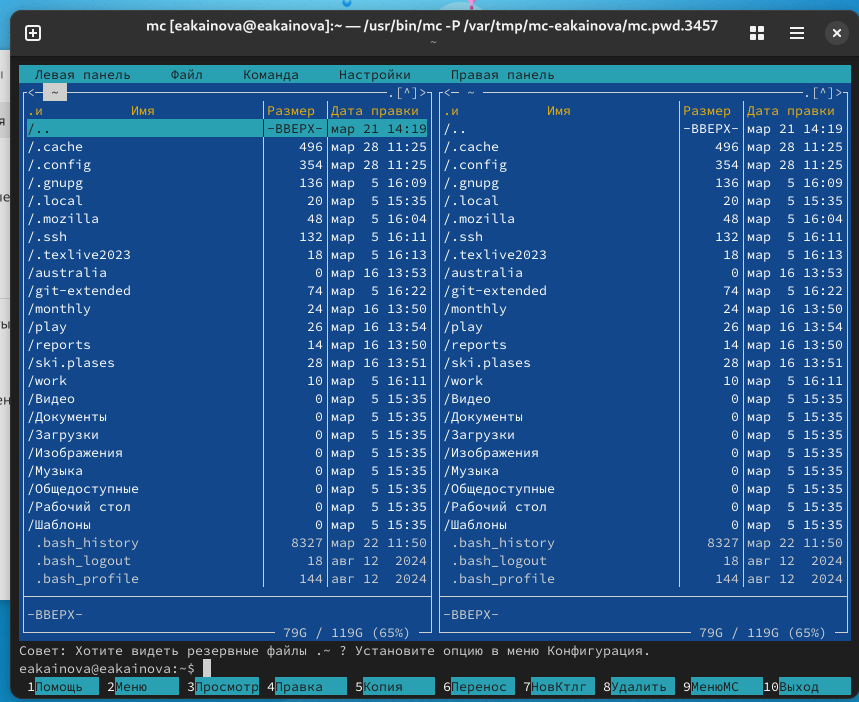 mc [eakainova@eakainova]:~ — /usr/bin/mc -P /var/tmp/mc-eakainova/mc.pwd.3457
~
Левая панель Файл Команда Настройки Правая панель
<─ ~ .[^]> <─ ~ .[^]>
.и Имя Размер Дата правки .и Имя Размер Дата правки
/.. -ВВЕРХ- мар 21 14:19 /.. -ВВЕРХ- мар 21 14:19
/.cache 496 мар 28 11:25 /.cache 496 мар 28 11:25
/.config 354 мар 28 11:25 /.config 354 мар 28 11:25
/.gnupg 136 мар 5 16:09 /.gnupg 136 мар 5 16:09
/.local 20 мар 5 15:35 /.local 20 мар 5 15:35
/.mozilla 48 мар 5 16:04 /.mozilla 48 мар 5 16:04
/.ssh 132 мар 5 16:11 /.ssh 132 мар 5 16:11
/.texlive2023 18 мар 5 16:13 /.texlive2023 18 мар 5 16:13
/australia 0 мар 16 13:53 /australia 0 мар 16 13:53
/git-extended 74 мар 5 16:22 /git-extended 74 мар 5 16:22
/monthly 24 мар 16 13:50 /monthly 24 мар 16 13:50
/play 26 мар 16 13:54 /play 26 мар 16 13:54
/reports 14 мар 16 13:50 /reports 14 мар 16 13:50
/ski.plases 28 мар 16 13:51 /ski.plases 28 мар 16 13:51
/work 10 мар 5 16:11 /work 10 мар 5 16:11
/Видео 0 мар 5 15:35 /Видео 0 мар 5 15:35
/Документы 0 мар 5 15:35 /Документы 0 мар 5 15:35
/Загрузки 0 мар 5 15:35 /Загрузки 0 мар 5 15:35
/Изображения 0 мар 5 15:35 /Изображения 0 мар 5 15:35
/Музыка 0 мар 5 15:35 /Музыка 0 мар 5 15:35
/Общедоступные 0 мар 5 15:35 /Общедоступные 0 мар 5 15:35
/Рабочий стол 0 мар 5 15:35 /Рабочий стол 0 мар 5 15:35
/Шаблоны 0 мар 5 15:35 /Шаблоны 0 мар 5 15:35
.bash_history 8327 мар 22 11:50 .bash_history 8327 мар 22 11:50
.bash_logout 18 авг 12 2024 .bash_logout 18 авг 12 2024
.bash_profile 144 авг 12 2024 .bash_profile 144 авг 12 2024
-ВВЕРХ- -ВВЕРХ-
79G / 119G (65%) 79G / 119G (65%)
Совет: Хотите видеть резервные файлы .~ ? Установите опцию в меню Конфигурация.
eakainova@eakainova:~$
1Помощь 2Меню 3Просмотр 4Правка 5Копия 6Перенос 7НовКтлг 8Удалить 9МенюМС 10Выход